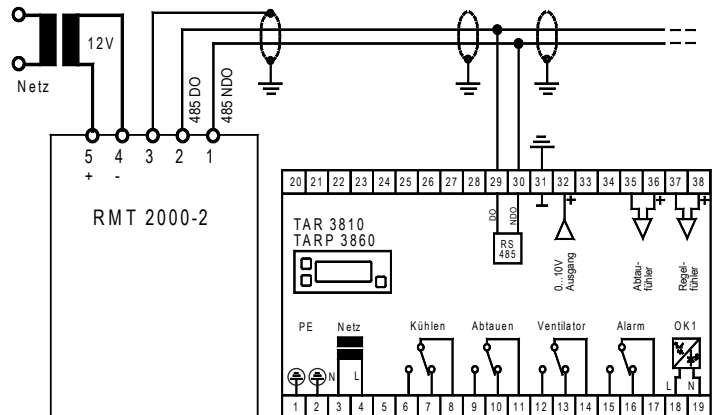 12V
Netz
485 DO
485 NDO
5 4 3 2 1
+ -
RMT 2000-2
20 21 22 23 24 25 26 27 28 29 30 31 32 33 34 35 36 37 38
+ + +
DO
NDO
TAR 3810
TARP 3860
RS
485
0...10V
Ausgang
Abtau-
fühler
Regel-
fühler
PE Netz Kühlen Abtauen Ventilator Alarm OK1
N L L N
1 2 3 4 5 6 7 8 9 10 11 12 13 14 15 16 17 18 19